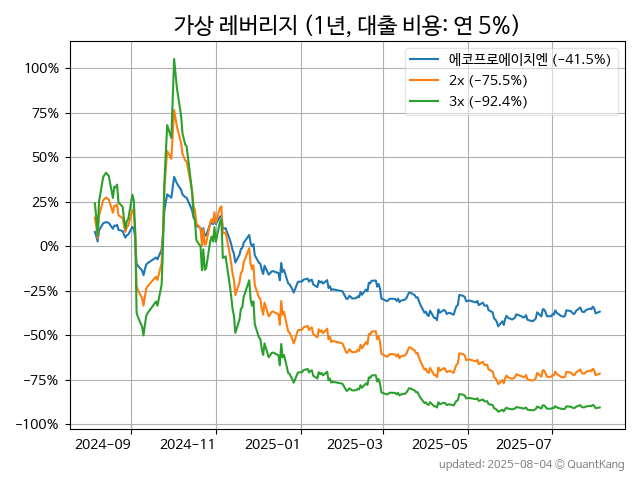 가상 레버리지 (1년, 대출 비용: 연 5%)
에코프로에이치엔 (−41.5%)
2x (−75.5%)
3x (−92.4%)
100%
75%
50%
25%
0%
−25%
−50%
−75%
−100%
2024-09 2024-11 2025-01 2025-03 2025-05 2025-07
updated: 2025-08-04 © QuantKang